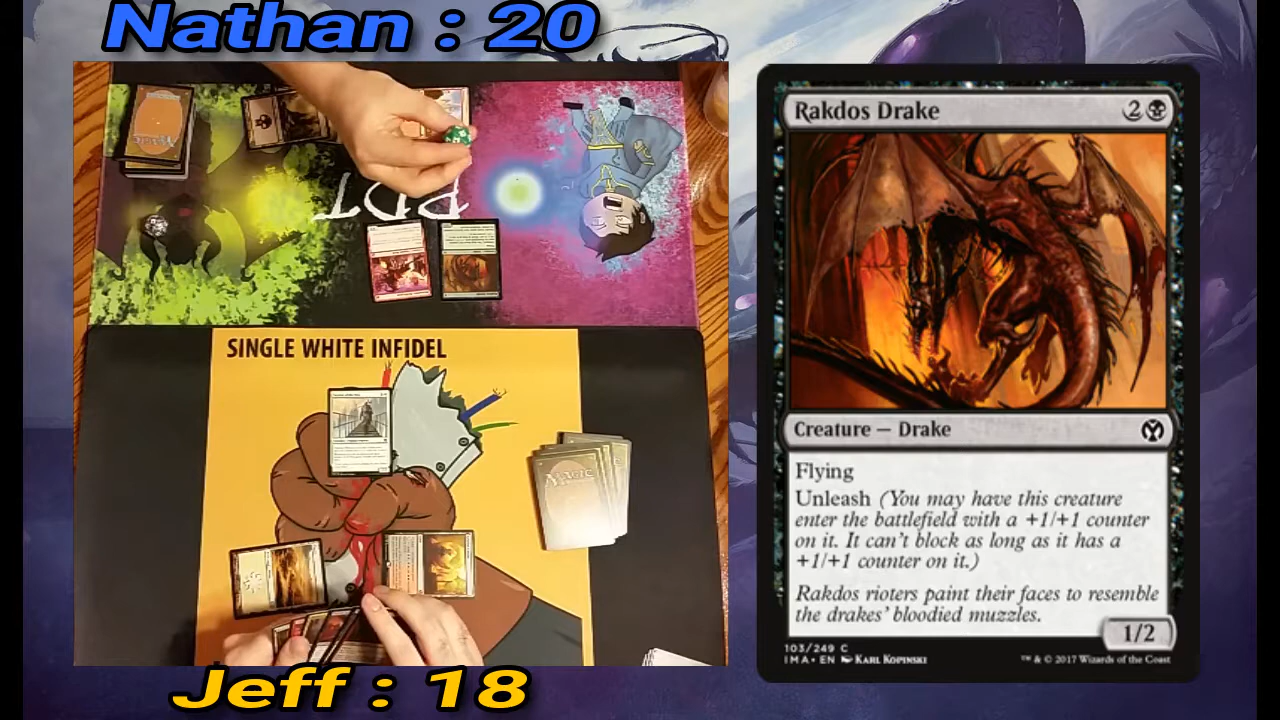 Nathan : 20
PDT
SINGLE WHITE INFIDEL
MAGIC
Jeff : 18
Rakdos Drake 2
Creature — Drake
Flying
Unleash (You may have this creature
enter the battlefield with a +1/+1 counter
on it. It can't block as long as it has a
+1/+1 counter on it.)
Rakdos rioters paint their faces to resemble
the drakes' bloodied muzzles.
1/2
103/249 C
IMA • EN Karl Kopinski
™ & © 2017 Wizards of the Coast